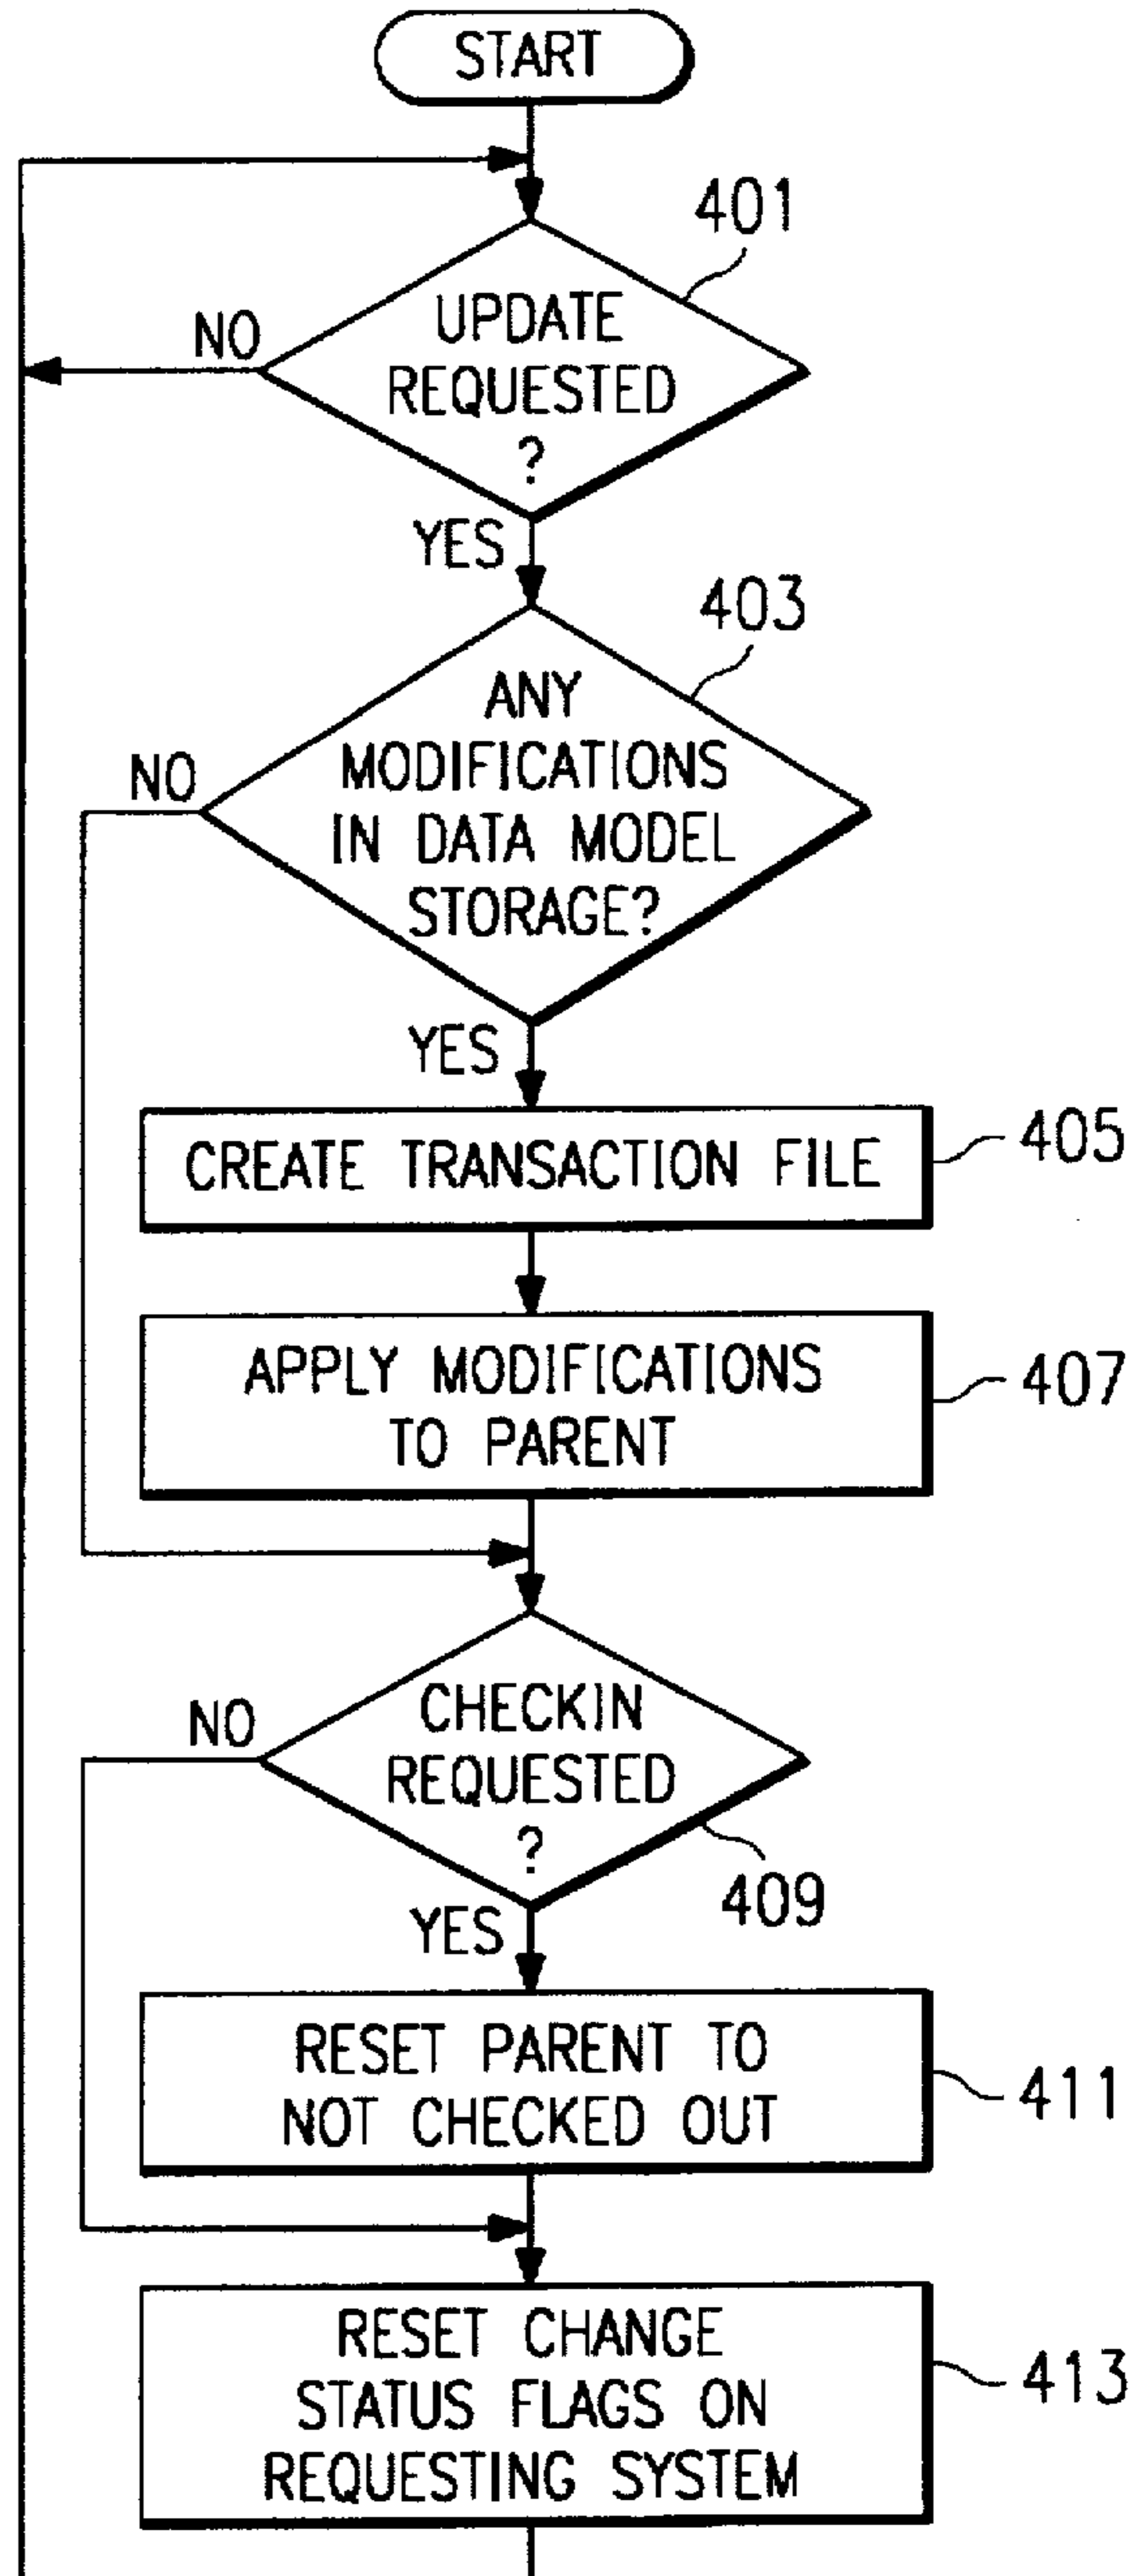 START
401
NO
UPDATE
REQUESTED
?
YES
403
NO
ANY
MODIFICATIONS
IN DATA MODEL
STORAGE?
YES
CREATE TRANSACTION FILE
405
APPLY MODIFICATIONS
TO PARENT
407
NO
CHECKIN
REQUESTED
?
409
YES
RESET PARENT TO
NOT CHECKED OUT
411
RESET CHANGE
STATUS FLAGS ON
REQUESTING SYSTEM
413